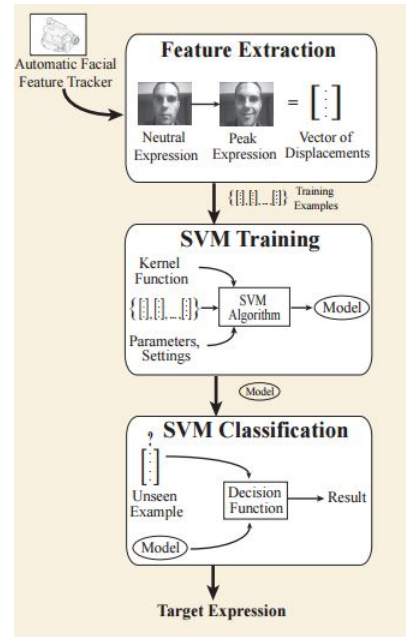 Feature Extraction
Automatic Facial
Feature Tracker
=
Neutral
Expression
Peak
Expression
Vector of
Displacements
{[⋮],[⋮],...,[⋮]}
Training
Examples
SVM Training
Kernel
Function
{[⋮],[⋮],...,[⋮]}
SVM
Algorithm
Model
Parameters,
Settings
Model
SVM Classification
?
[⋮]
Unseen
Example
Decision
Function
Result
Model
Target Expression